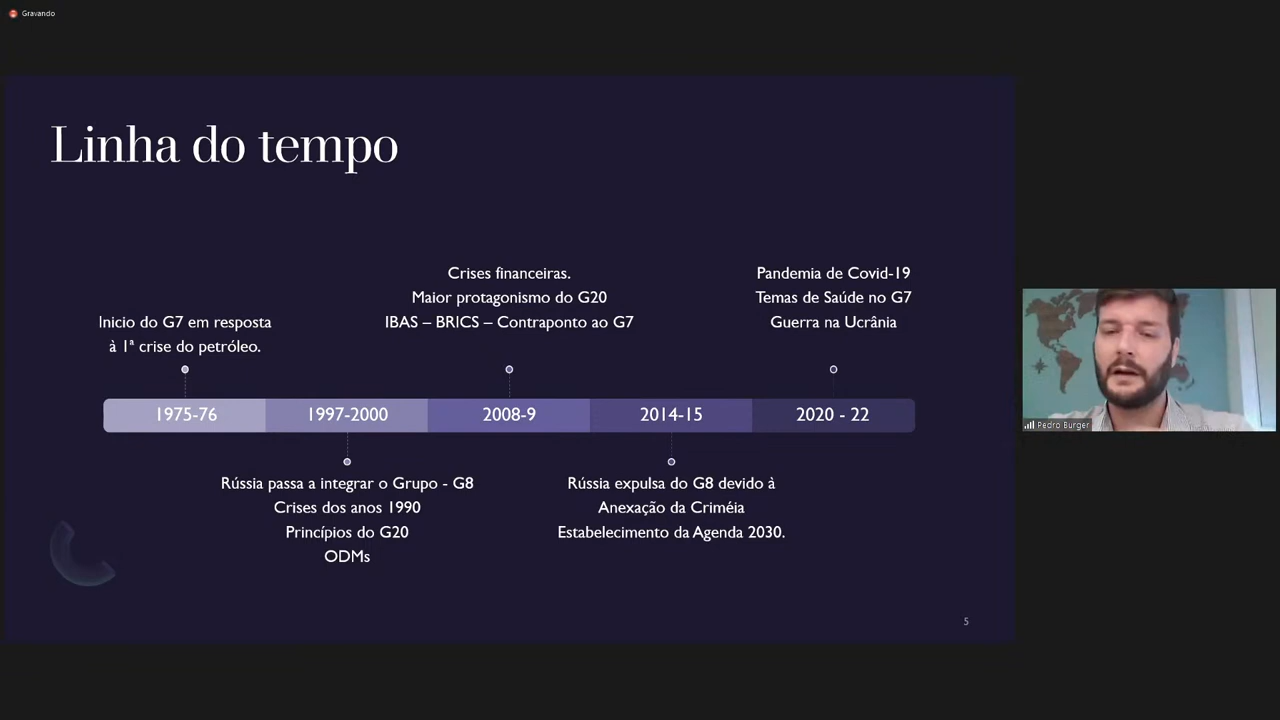 Gravando
Linha do tempo
Crises financeiras.
Maior protagonismo do G20
IBAS – BRICS – Contraponto ao G7
Pandemia de Covid-19
Temas de Saúde no G7
Guerra na Ucrânia
Inicio do G7 em resposta
à 1ª crise do petróleo.
1975-76
1997-2000
2008-9
2014-15
2020 - 22
Rússia passa a integrar o Grupo - G8
Crises dos anos 1990
Princípios do G20
ODMs
Rússia expulsa do G8 devido à
Anexação da Criméia
Estabelecimento da Agenda 2030.
5
Pedro Burger